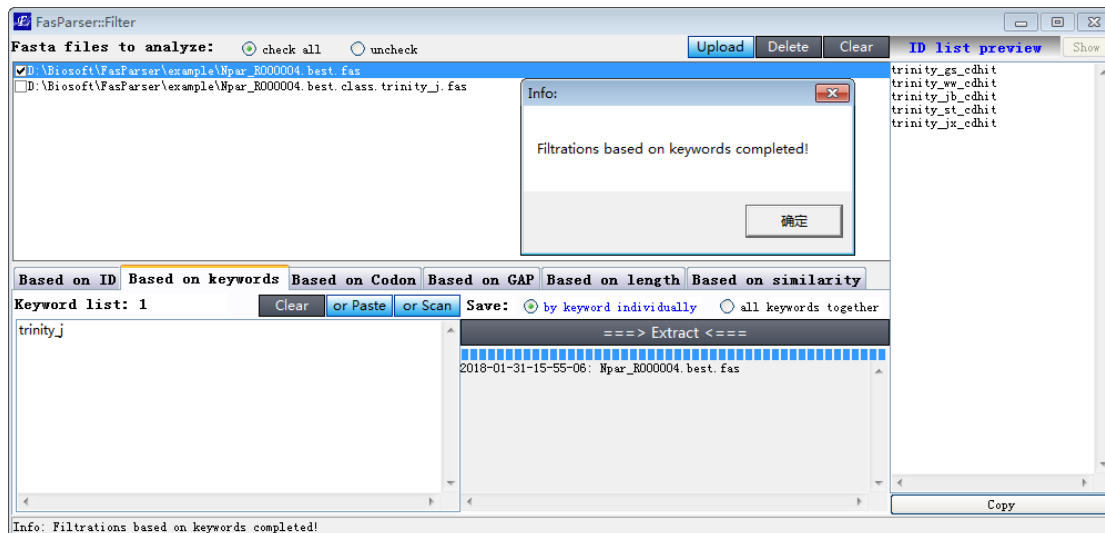 FasParser::Filter
Fasta files to analyze: check all uncheck Upload Delete Clear ID list preview Show
D:\Biosoft\FasParser\example\Npar_R000004.best.fas
D:\Biosoft\FasParser\example\Npar_R000004.best.class.trinity_j.fas
trinity_gs_cdhit
trinity_ww_cdhit
trinity_jb_cdhit
trinity_st_cdhit
trinity_jx_cdhit
Info:
Filtrations based on keywords completed!
确定
Based on ID Based on keywords Based on Codon Based on GAP Based on length Based on similarity
Keyword list: 1 Clear or Paste or Scan Save: by keyword individually all keywords together
trinity_j
===> Extract <===
2018-01-31-15-55-06: Npar_R000004.best.fas
Copy
Info: Filtrations based on keywords completed!